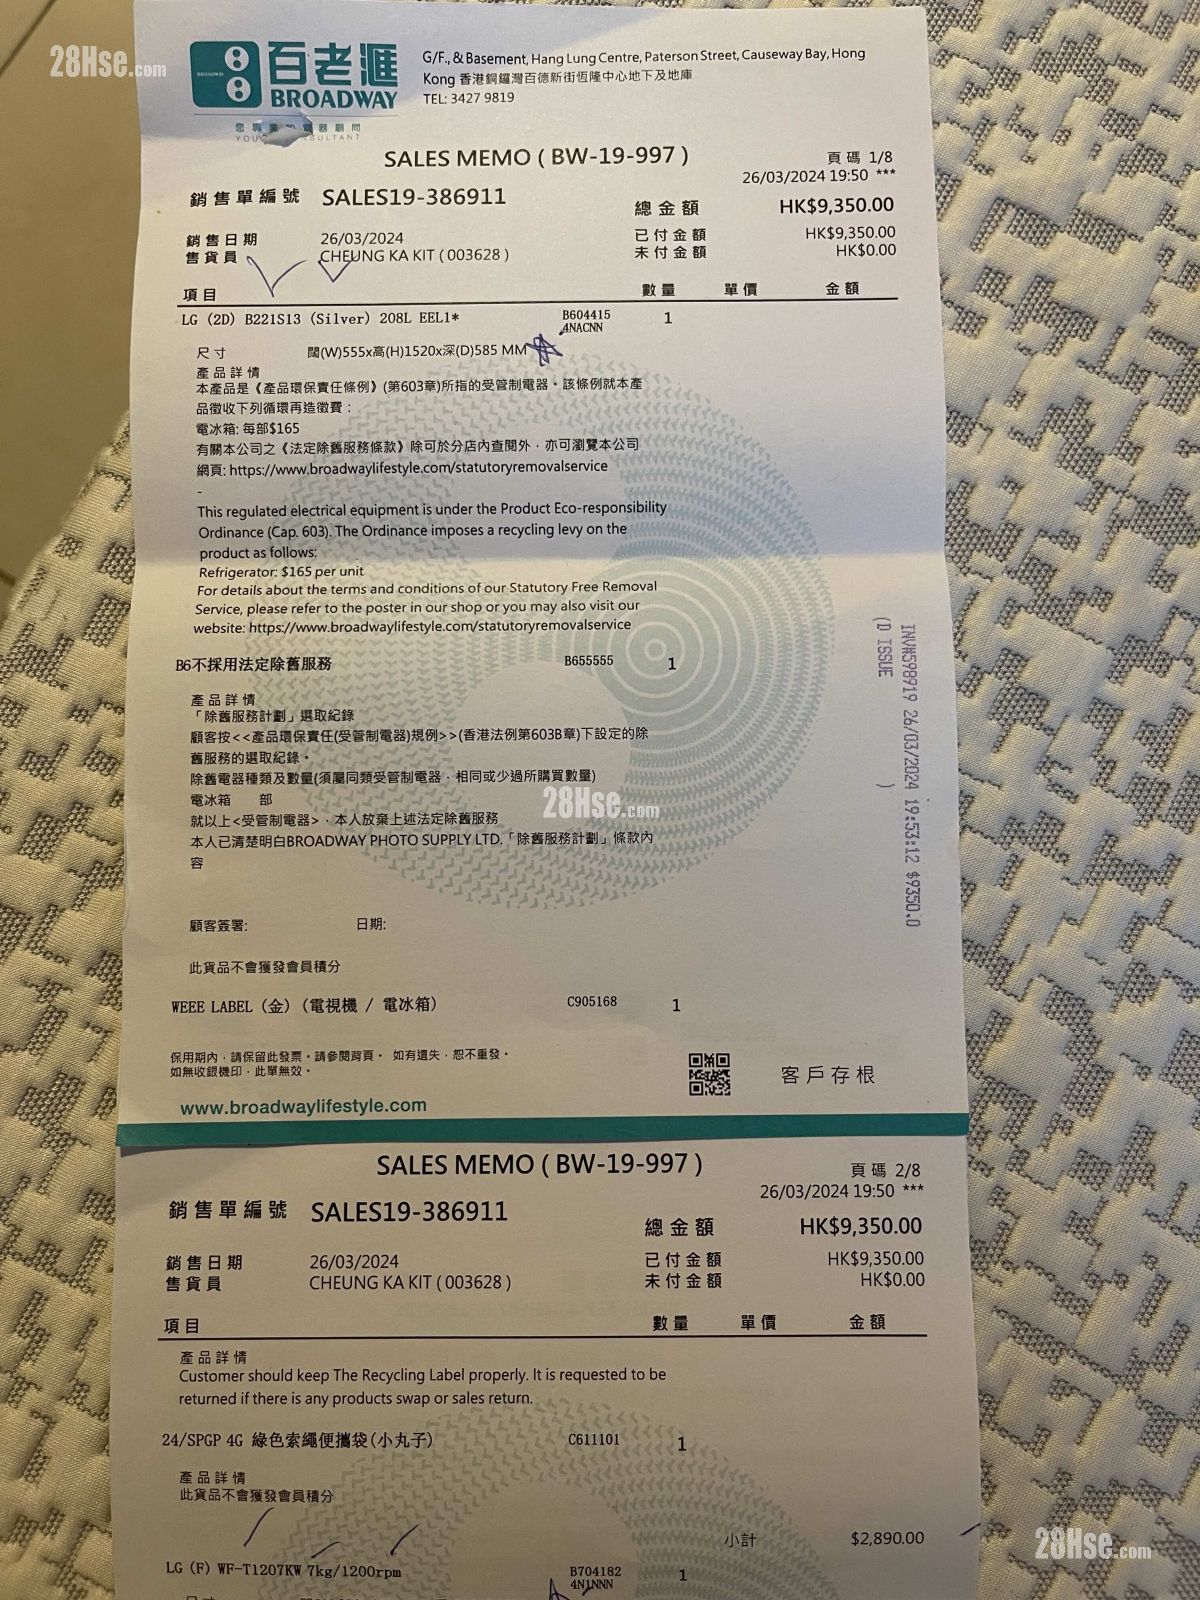 28Hse.com
百老滙
BROADWAY
G/F., & Basement, Hang Lung Centre, Paterson Street, Causeway Bay, Hong
Kong 香港銅鑼灣百德新街恆隆中心地下及地庫
TEL: 3427 9819
SALES MEMO ( BW-19-997 )
頁碼 1/8
26/03/2024 19:50 ***
銷售單編號 SALES19-386911
總金額 HK$9,350.00
銷售日期 26/03/2024
已付金額 HK$9,350.00
售貨員 CHEUNG KA KIT ( 003628 )
未付金額 HK$0.00
項目 數量 單價 金額
LG (2D) B221S13 (Silver) 208L EEL1* B604415 1
4NACNN
尺寸 闊(W)555x高(H)1520x深(D)585 MM
產品詳情
本產品是《產品環保責任條例》(第603章)所指的受管制電器。該條例就本產
品徵收下列循環再造徵費：
電冰箱: 每部$165
有關本公司之《法定除舊服務條款》除可於分店內查閱外，亦可瀏覽本公司
網頁: https://www.broadwaylifestyle.com/statutoryremovalservice
-
This regulated electrical equipment is under the Product Eco-responsibility
Ordinance (Cap. 603). The Ordinance imposes a recycling levy on the
product as follows:
Refrigerator: $165 per unit
For details about the terms and conditions of our Statutory Free Removal
Service, please refer to the poster in our shop or you may also visit our
website: https://www.broadwaylifestyle.com/statutoryremovalservice
B6不採用法定除舊服務 B655555 1
產品詳情
「除舊服務計劃」選取紀錄
顧客按<<產品環保責任(受管制電器)規例>>(香港法例第603B章)下設定的除
舊服務的選取紀錄。
除舊電器種類及數量(須屬同類受管制電器，相同或少過所購買數量)
電冰箱 部
就以上<受管制電器>，本人放棄上述法定除舊服務
本人已清楚明白BROADWAY PHOTO SUPPLY LTD.「除舊服務計劃」條款內
容
28Hse.com
INV#598919 26/03/2024 19:53:12 $9350.0
(D ISSUE )
顧客簽署: 日期:
此貨品不會獲發會員積分
WEEE LABEL (金) (電視機 / 電冰箱) C905168 1
保用期內，請保留此發票。請參閱背頁。 如有遺失，恕不重發。
如無收銀機印，此單無效。
客戶存根
www.broadwaylifestyle.com
SALES MEMO ( BW-19-997 )
頁碼 2/8
26/03/2024 19:50 ***
銷售單編號 SALES19-386911
總金額 HK$9,350.00
銷售日期 26/03/2024
已付金額 HK$9,350.00
售貨員 CHEUNG KA KIT ( 003628 )
未付金額 HK$0.00
項目 數量 單價 金額
產品詳情
Customer should keep The Recycling Label properly. It is requested to be
returned if there is any products swap or sales return.
24/SPGP 4G 綠色索繩便攜袋(小丸子) C611101 1
產品詳情
此貨品不會獲發會員積分
小計 $2,890.00
28Hse.com
LG (F) WF-T1207KW 7kg/1200rpm B704182 1
4N1NNN